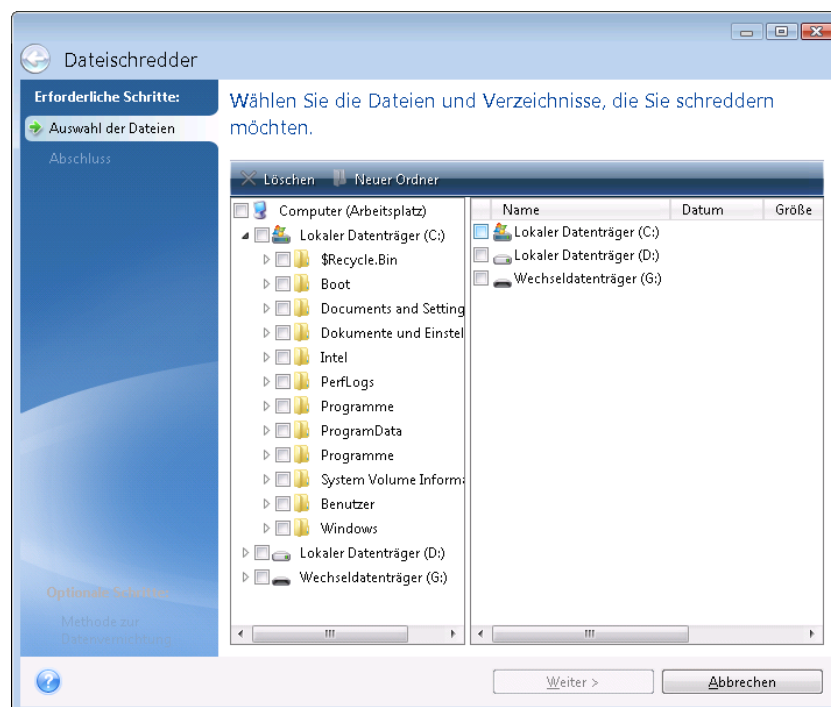 Dateischredder
Erforderliche Schritte:
Auswahl der Dateien
Abschluss
Optionale Schritte:
Methode zur
Datenvernichtung
Wählen Sie die Dateien und Verzeichnisse, die Sie schreddern
möchten.
Löschen Neuer Ordner
Computer (Arbeitsplatz)
Lokaler Datenträger (C:)
$Recycle.Bin
Boot
Documents and Setting
Dokumente und Einstel
Intel
PerfLogs
Programme
ProgramData
Programme
System Volume Inform
Benutzer
Windows
Lokaler Datenträger (D:)
Wechseldatenträger (G:)
Name Datum Größe
Lokaler Datenträger (C:)
Lokaler Datenträger (D:)
Wechseldatenträger (G:)
Weiter >
Abbrechen